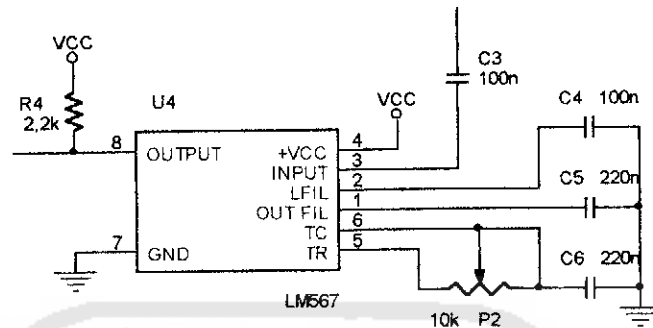 VCC
R4
2,2k
U4
8
OUTPUT
7
GND
+VCC
INPUT
LFIL
OUT FIL
TC
TR
4
3
2
1
6
5
LM567
VCC
C3
100n
C4 100n
C5 220n
C6 220n
10k P2